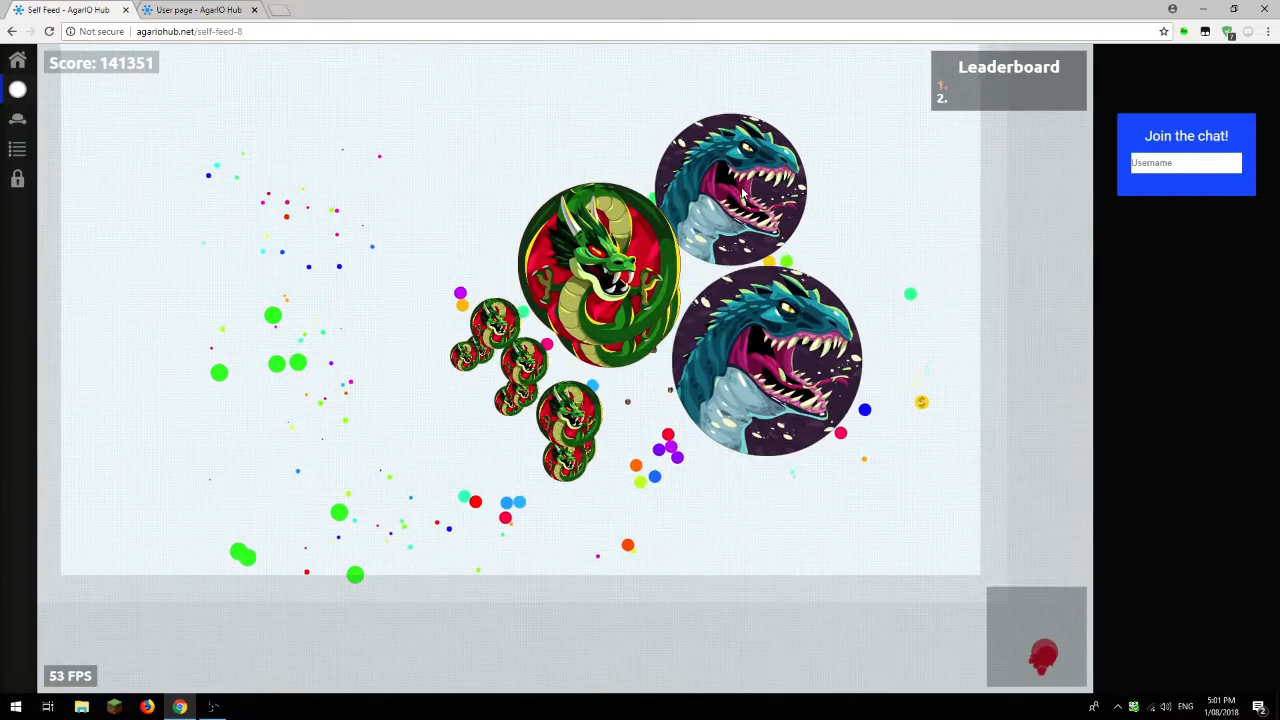 Self Feed - AgarIO Hub
User page - AgarIO Hub
Not secure
agariohub.net/self-feed-8
Score: 141351
Leaderboard
1.
2.
Join the chat!
Username
53 FPS
ENG
5:01 PM
1/08/2018